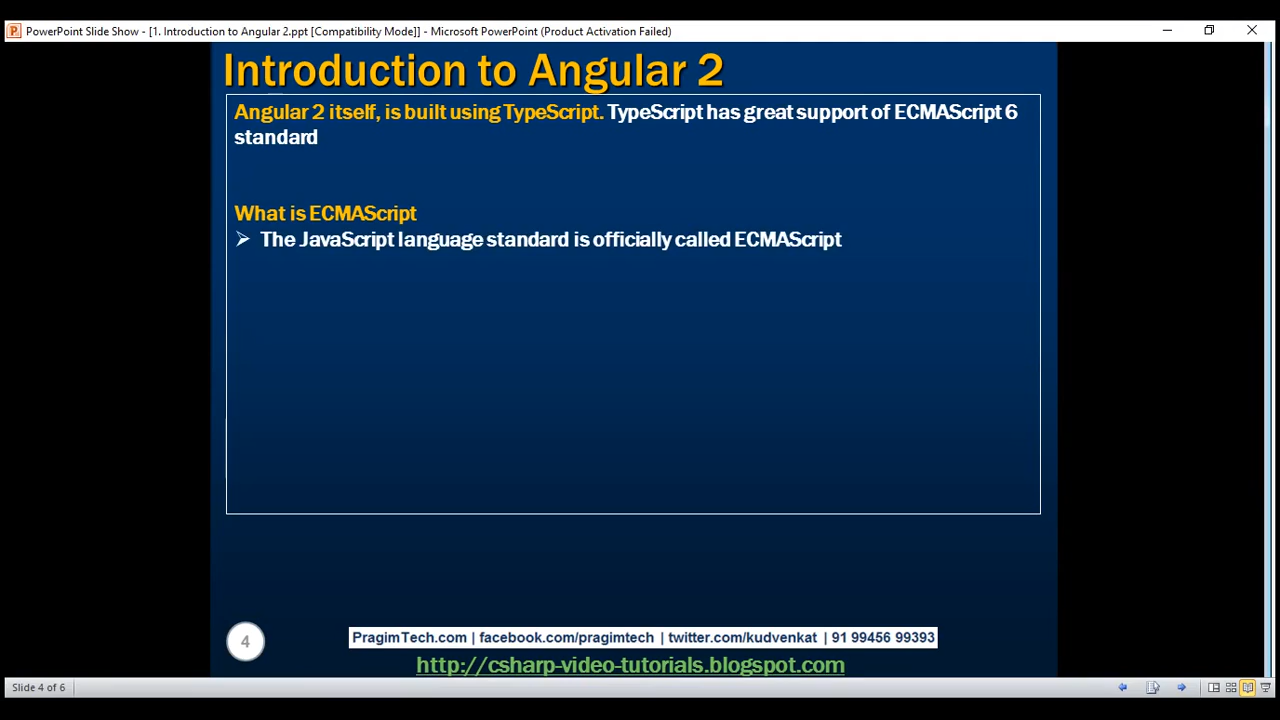 PowerPoint Slide Show - [1. Introduction to Angular 2.ppt [Compatibility Mode]] - Microsoft PowerPoint (Product Activation Failed)
Introduction to Angular 2
Angular 2 itself, is built using TypeScript. TypeScript has great support of ECMAScript 6
standard
What is ECMAScript
➢ The JavaScript language standard is officially called ECMAScript
4
PragimTech.com | facebook.com/pragimtech | twitter.com/kudvenkat | 91 99456 99393
http://csharp-video-tutorials.blogspot.com
Slide 4 of 6